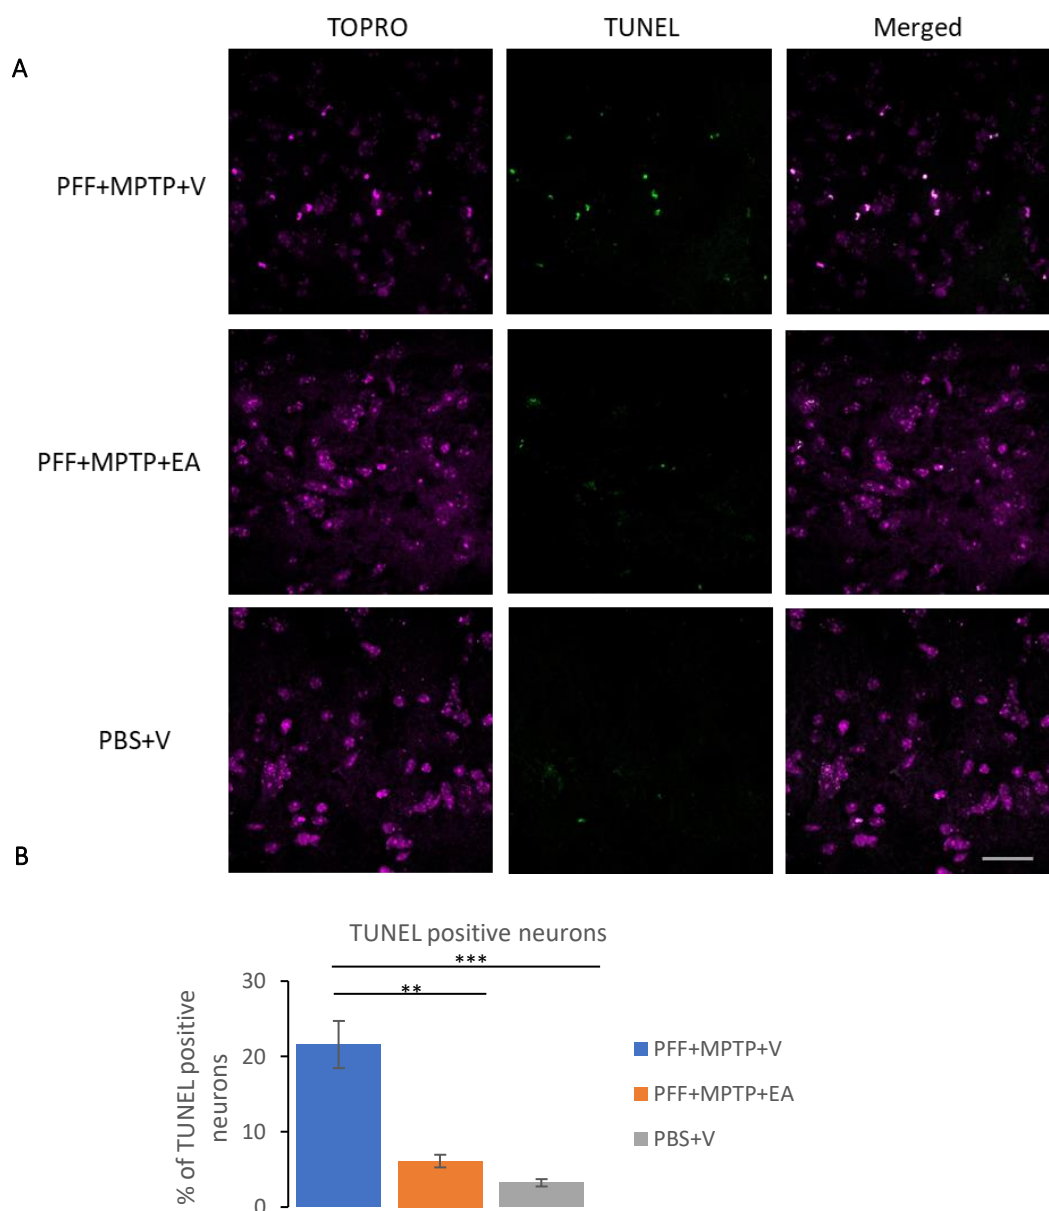 TOPRO TUNEL Merged
A
PFF+MPTP+V
PFF+MPTP+EA
PBS+V
B
TUNEL positive neurons
***
**
% of TUNEL positive
neurons
30
20
10
0
PFF+MPTP+V
PFF+MPTP+EA
PBS+V